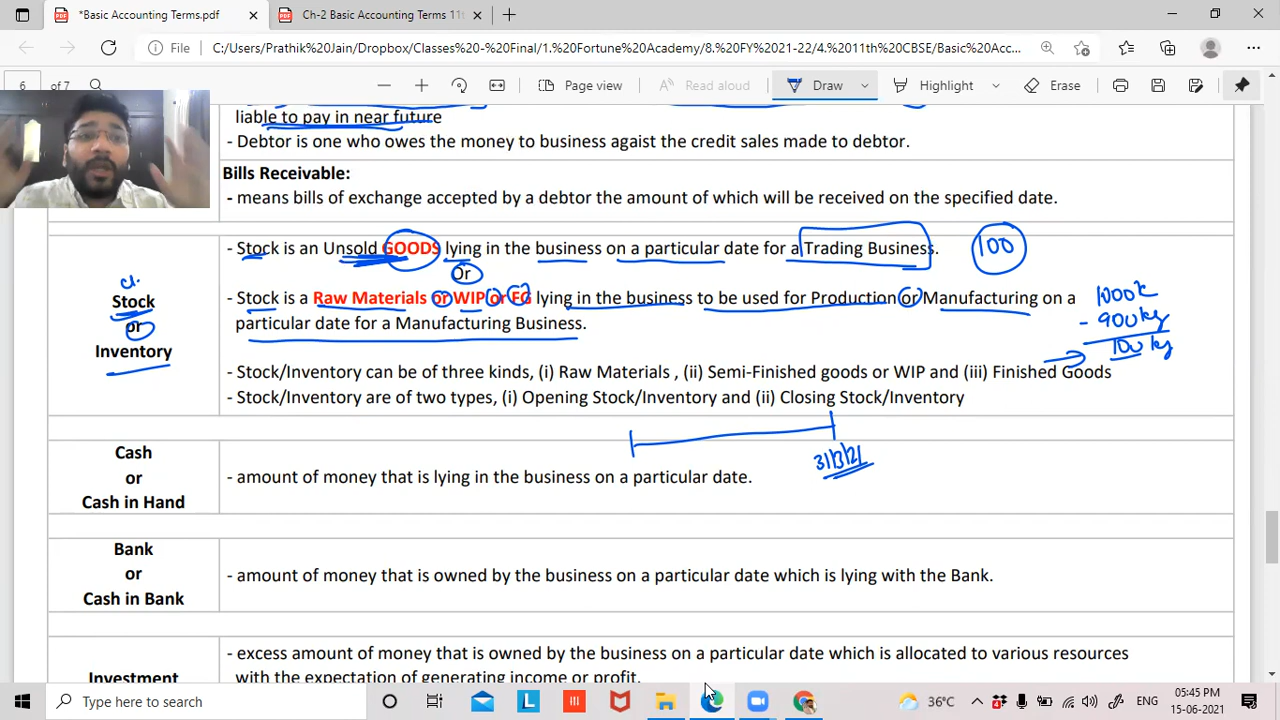 *Basic Accounting Terms.pdf
Ch-2 Basic Accounting Terms 11t
File
C:/Users/Prathik%20Jain/Dropbox/Classes%20-%20Final/1.%20Fortune%20Academy/8.%20FY%202021-22/4.%2011th%20CBSE/Basic%20Acc...
6 of 7
Page view
Read aloud
Draw
Highlight
Erase
liable to pay in near future
- Debtor is one who owes the money to business agaist the credit sales made to debtor.
Bills Receivable:
- means bills of exchange accepted by a debtor the amount of which will be received on the specified date.
- Stock is an Unsold GOODS lying in the business on a particular date for a Trading Business.
100
Or
cl.
Stock
or
Inventory
- Stock is a Raw Materials or WIP or FG lying in the business to be used for Production or Manufacturing on a
particular date for a Manufacturing Business.
1000k
- 900kg
100 kg
- Stock/Inventory can be of three kinds, (i) Raw Materials , (ii) Semi-Finished goods or WIP and (iii) Finished Goods
- Stock/Inventory are of two types, (i) Opening Stock/Inventory and (ii) Closing Stock/Inventory
31/3/21
Cash
or
Cash in Hand
- amount of money that is lying in the business on a particular date.
Bank
or
Cash in Bank
- amount of money that is owned by the business on a particular date which is lying with the Bank.
Investment
- excess amount of money that is owned by the business on a particular date which is allocated to various resources
with the expectation of generating income or profit.
Type here to search
36°C
ENG
05:45 PM
15-06-2021